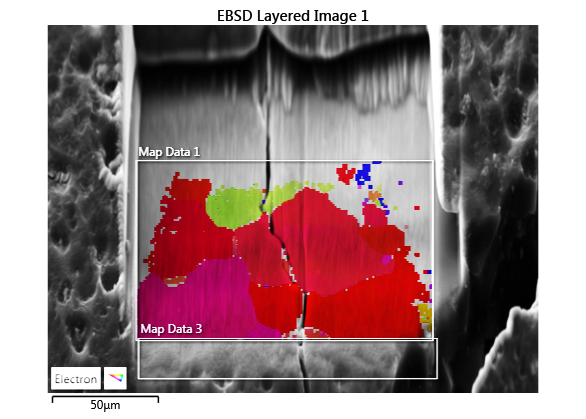 EBSD Layered Image 1
Map Data 1
Map Data 3
Electron
50µm